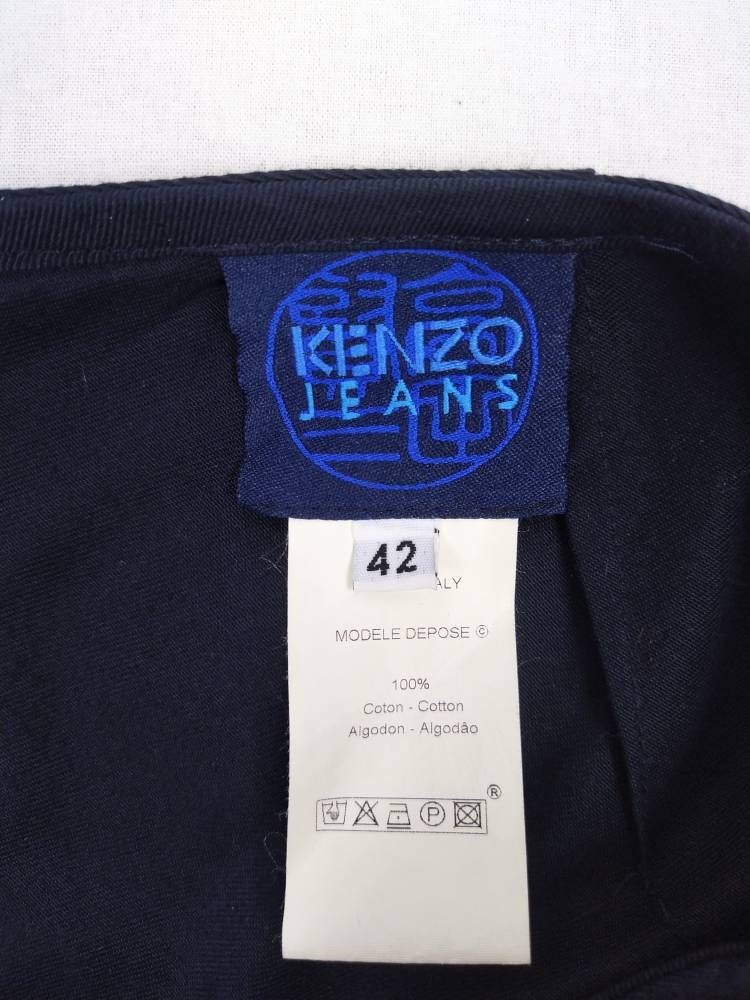 KENZO
JEANS
42
MODELE DEPOSE ©
100%
Coton - Cotton
Algodon - Algodão
P
®